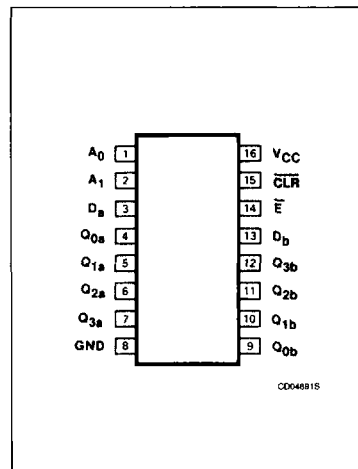 A0 1 16 VCC
A1 2 15 CLR
Da 3 14 E
Q0a 4 13 Db
Q1a 5 12 Q3b
Q2a 6 11 Q2b
Q3a 7 10 Q1b
GND 8 9 Q0b
CD04691S